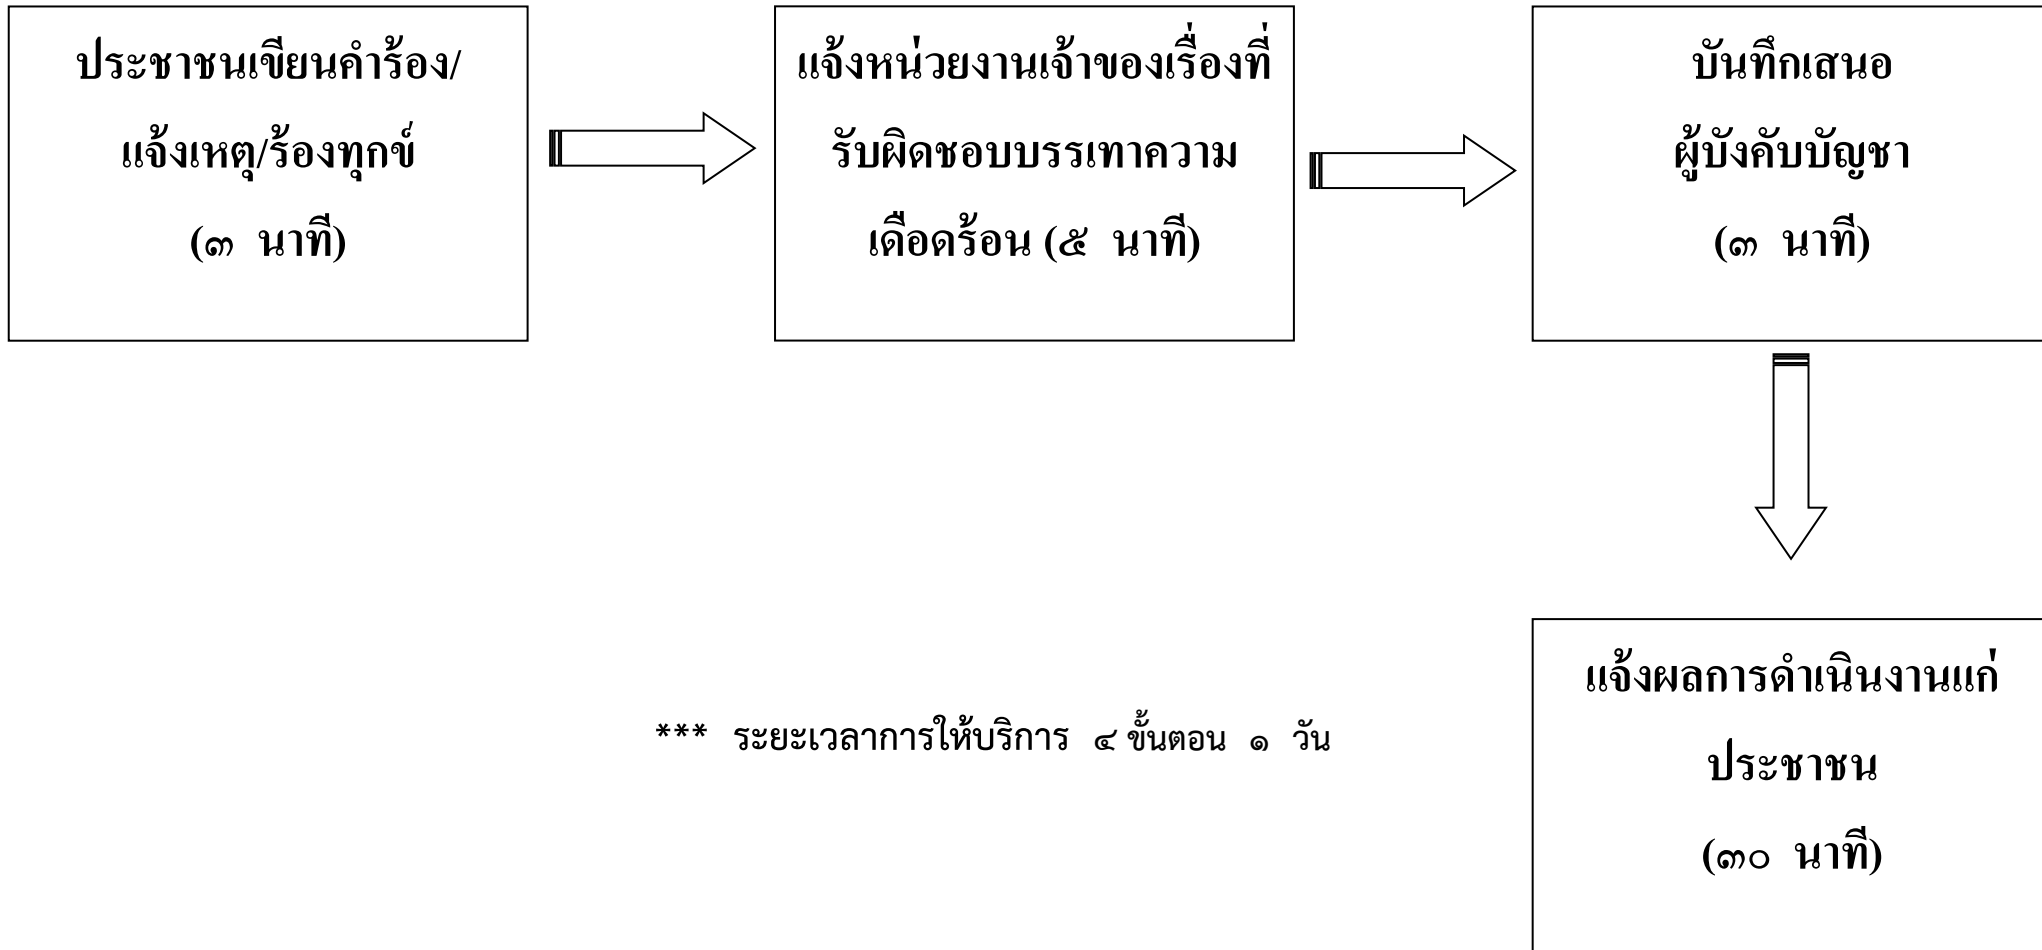 ประชาชนเขียนคำร้อง/
แจ้งเหตุ/ร้องทุกข์
(๓ นาที)
แจ้งหน่วยงานเจ้าของเรื่องที่
รับผิดชอบบรรเทาความ
เดือดร้อน (๕ นาที)
บันทึกเสนอ
ผู้บังคับบัญชา
(๓ นาที)
แจ้งผลการดำเนินงานแก่
ประชาชน
(๓๐ นาที)
*** ระยะเวลาการให้บริการ ๔ ขั้นตอน ๑ วัน